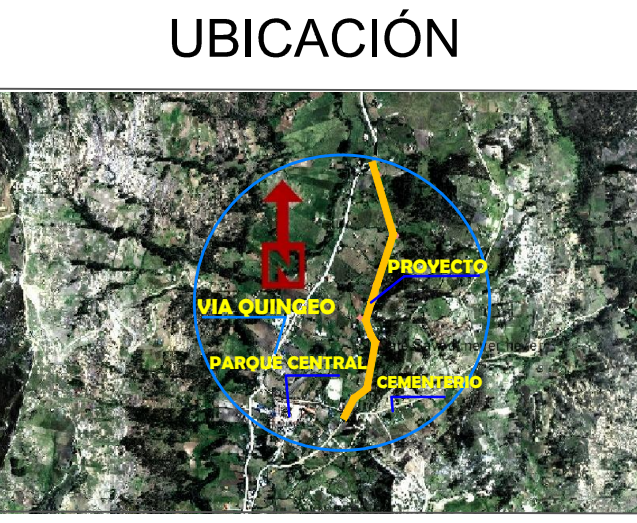 UBICACIÓN
N
PROYECTO
VIA QUINGEO
PARQUE CENTRAL
CEMENTERIO